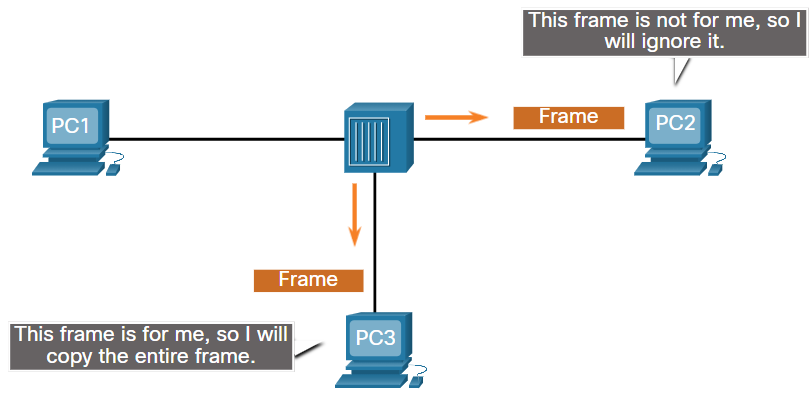 This frame is not for me, so I
will ignore it.
PC1
Frame
PC2
Frame
This frame is for me, so I will
copy the entire frame.
PC3